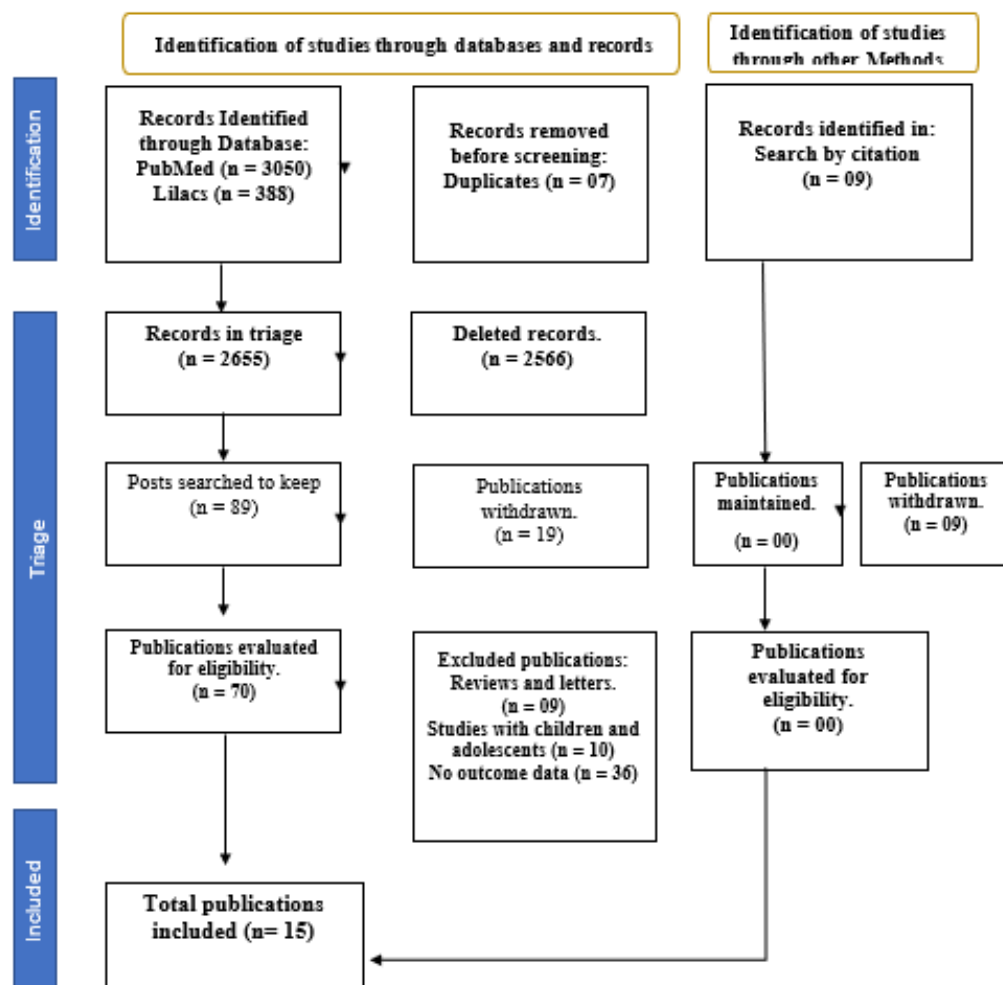 Identification of studies through databases and records
Identification of studies
through other Methods
Identification
Records Identified
through Database:
PubMed (n = 3050)
Lilacs (n = 388)
Records removed
before screening:
Duplicates (n = 07)
Records identified in:
Search by citation
(n = 09)
Triage
Records in triage
(n = 2655)
Deleted records.
(n = 2566)
Posts searched to keep
(n = 89)
Publications
withdrawn.
(n = 19)
Publications
maintained.
(n = 00)
Publications
withdrawn.
(n = 09)
Publications evaluated
for eligibility.
(n = 70)
Excluded publications:
Reviews and letters.
(n = 09)
Studies with children and
adolescents (n = 10)
No outcome data (n = 36)
Publications
evaluated for
eligibility.
(n = 00)
Included
Total publications
included (n= 15)